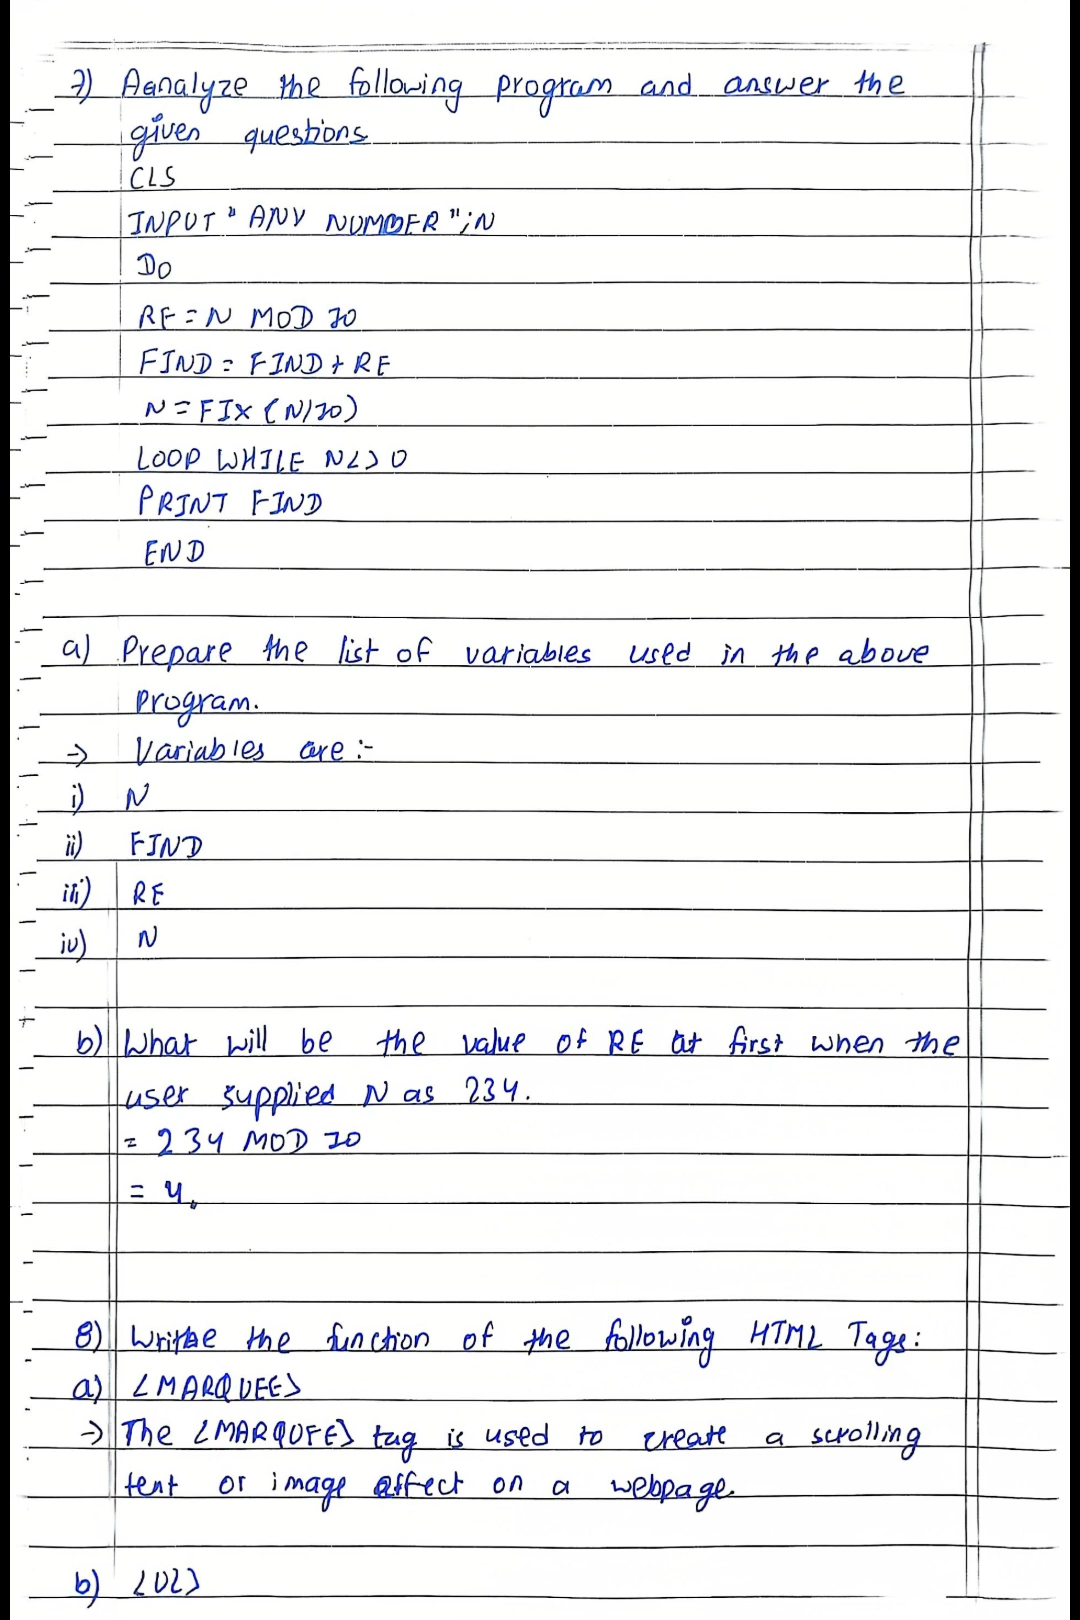 7) Aanalyze the following program and answer the
given questions
CLS
INPUT "ANY NUMBER";N
DO
RE = N MOD 10
FIND = FIND + RE
N = FIX (N/10)
LOOP WHILE N<>0
PRINT FIND
END
a) Prepare the list of variables used in the above
program.
→ Variables are :-
i) N
ii) FIND
iii) RE
iv) N
b) What will be the value of RE at first when the
user supplied N as 234.
= 234 MOD 10
= 4
8) Write the function of the following HTML Tags:
a) <MARQUEE>
→ The <MARQUEE> tag is used to create a scrolling
text or image effect on a webpage.
b) <UL>